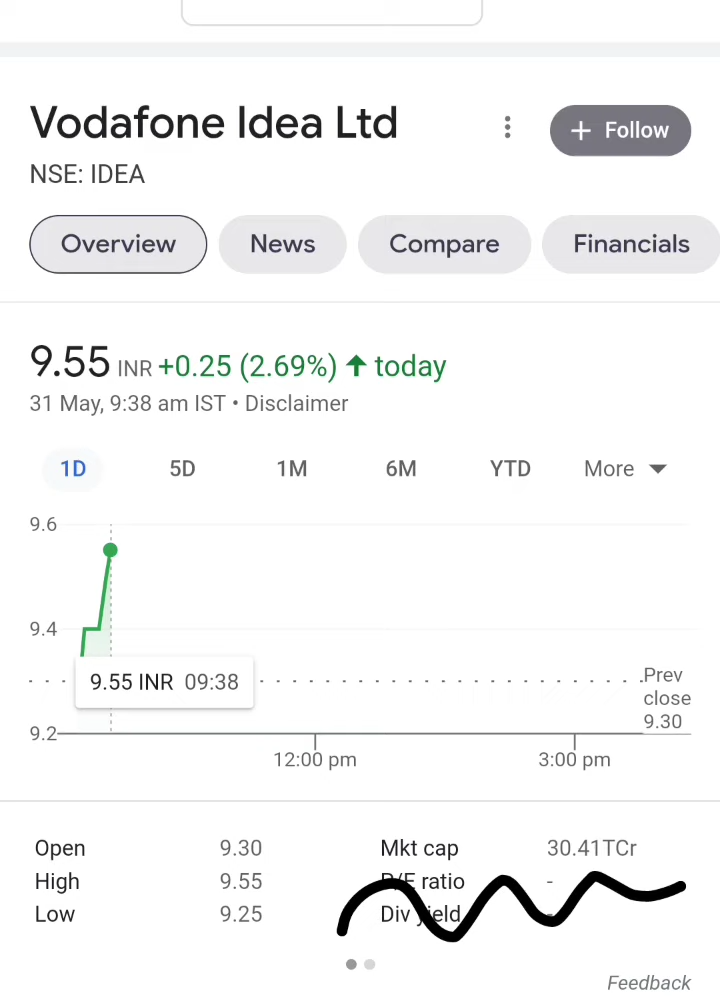 Vodafone Idea Ltd
+ Follow
NSE: IDEA
Overview News Compare Financials
9.55 INR +0.25 (2.69%) ↑ today
31 May, 9:38 am IST • Disclaimer
1D 5D 1M 6M YTD More
9.6
9.4
9.55 INR 09:38
Prev
close
9.30
9.2
12:00 pm 3:00 pm
Open 9.30 Mkt cap 30.41TCr
High 9.55 P/E ratio -
Low 9.25 Div yield -
Feedback